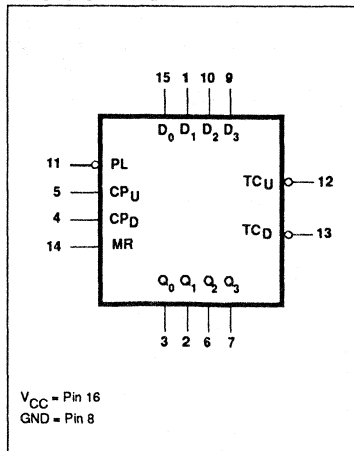 15 1 10 9
D0 D1 D2 D3
11 PL
5 CPU
4 CPD
14 MR
TCU 12
TCD 13
Q0 Q1 Q2 Q3
3 2 6 7
VCC = Pin 16
GND = Pin 8